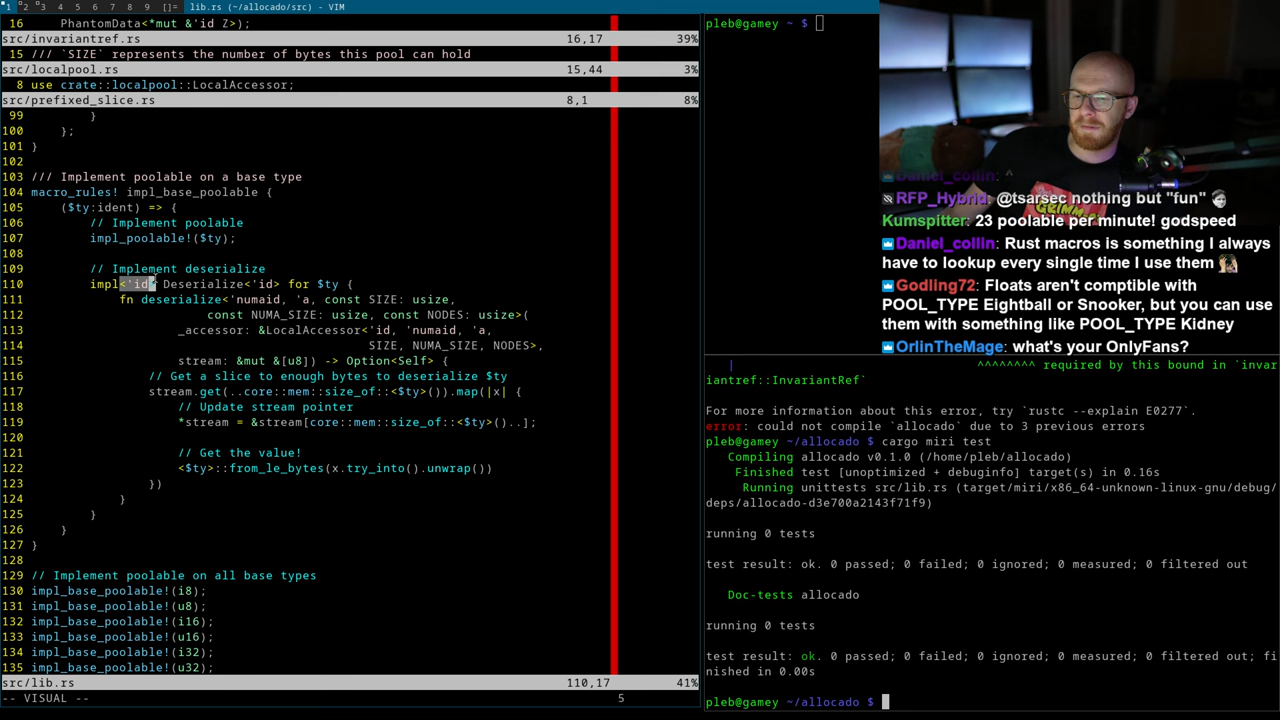 1 2 3 4 5 6 7 8 9 []= lib.rs (~/allocado/src) - VIM
16     PhantomData<*mut &'id Z>);
src/invariantref.rs 16,17 39%
15 /// `SIZE` represents the number of bytes this pool can hold
src/localpool.rs 15,44 3%
8 use crate::localpool::LocalAccessor;
src/prefixed_slice.rs 8,1 8%
99         }
100     };
101 }
102
103 /// Implement poolable on a base type
104 macro_rules! impl_base_poolable {
105     ($ty:ident) => {
106         // Implement poolable
107         impl_poolable!($ty);
108
109         // Implement deserialize
110         impl<'id> Deserialize<'id> for $ty {
111             fn deserialize<'numaid, 'a, const SIZE: usize,
112                         const NUMA_SIZE: usize, const NODES: usize>(
113                     _accessor: &LocalAccessor<'id, 'numaid, 'a,
114                                               SIZE, NUMA_SIZE, NODES>,
115                     stream: &mut &[u8]) -> Option<Self> {
116                 // Get a slice to enough bytes to deserialize $ty
117                 stream.get(..core::mem::size_of::<$ty>()).map(|x| {
118                     // Update stream pointer
119                     *stream = &stream[core::mem::size_of::<$ty>()..];
120
121                     // Get the value!
122                     <$ty>::from_le_bytes(x.try_into().unwrap())
123                 })
124             }
125         }
126     }
127 }
128
129 // Implement poolable on all base types
130 impl_base_poolable!(i8);
131 impl_base_poolable!(u8);
132 impl_base_poolable!(i16);
133 impl_base_poolable!(u16);
134 impl_base_poolable!(i32);
135 impl_base_poolable!(u32);
src/lib.rs 110,17 41%
-- VISUAL -- 5
pleb@gamey ~ $
Daniel_collin: ^
RFP_Hybrid: @tsarsec nothing but "fun"
Kumspitter: 23 poolable per minute! godspeed
Daniel_collin: Rust macros is something I always
have to lookup every single time I use them
Godling72: Floats aren't comptible with
POOL_TYPE Eightball or Snooker, but you can use
them with something like POOL_TYPE Kidney
OrlinTheMage: what's your OnlyFans?
| ^^^^^^^^ required by this bound in `invar
iantref::InvariantRef`
For more information about this error, try `rustc --explain E0277`.
error: could not compile `allocado` due to 3 previous errors
pleb@gamey ~/allocado $ cargo miri test
Compiling allocado v0.1.0 (/home/pleb/allocado)
Finished test [unoptimized + debuginfo] target(s) in 0.16s
Running unittests src/lib.rs (target/miri/x86_64-unknown-linux-gnu/debug/
deps/allocado-d3e700a2143f71f9)
running 0 tests
test result: ok. 0 passed; 0 failed; 0 ignored; 0 measured; 0 filtered out
Doc-tests allocado
running 0 tests
test result: ok. 0 passed; 0 failed; 0 ignored; 0 measured; 0 filtered out; fi
nished in 0.00s
pleb@gamey ~/allocado $